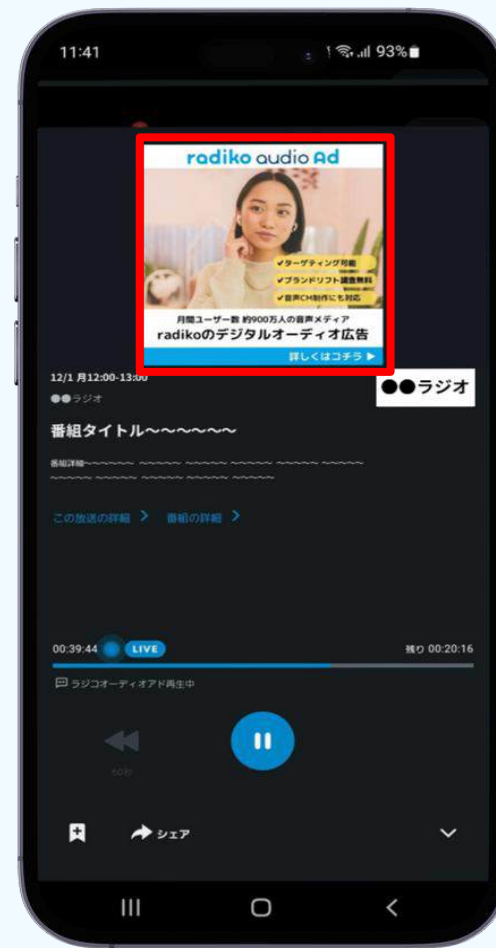 11:41
93%
radiko audio Ad
✔ターゲティング可能
✔ブランドリフト調査無料
✔音声CM制作にも対応
月間ユーザー数 約900万人の音声メディア
radikoのデジタルオーディオ広告
詳しくはコチラ ▶
12/1 月12:00-13:00
●●ラジオ
●●ラジオ
番組タイトル〜〜〜〜〜〜
番組詳細〜〜〜〜〜〜 〜〜〜〜〜 〜〜〜〜〜 〜〜〜〜〜 〜〜〜〜〜 〜〜〜〜〜
〜〜〜〜〜 〜〜〜〜〜 〜〜〜〜〜 〜〜〜〜〜 〜〜〜〜〜
この放送の詳細 > 番組の詳細 >
00:39:44 LIVE 残り 00:20:16
ラジコオーディオアド再生中
60秒
シェア